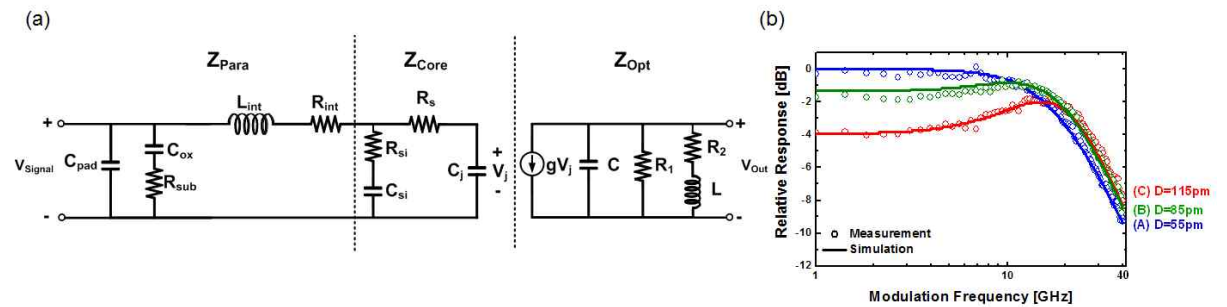 (a)
Z_Para
Z_Core
Z_Opt
L_int
R_int
R_s
+
V_Signal
-
C_pad
C_ox
R_sub
R_si
C_si
C_j
+
V_j
-
gV_j
C
R_1
R_2
L
+
V_Out
-
(b)
Relative Response [dB]
0
-2
-4
-6
-8
-10
-12
1
10
40
Modulation Frequency [GHz]
Measurement
Simulation
(C) D=115pm
(B) D=85pm
(A) D=55pm